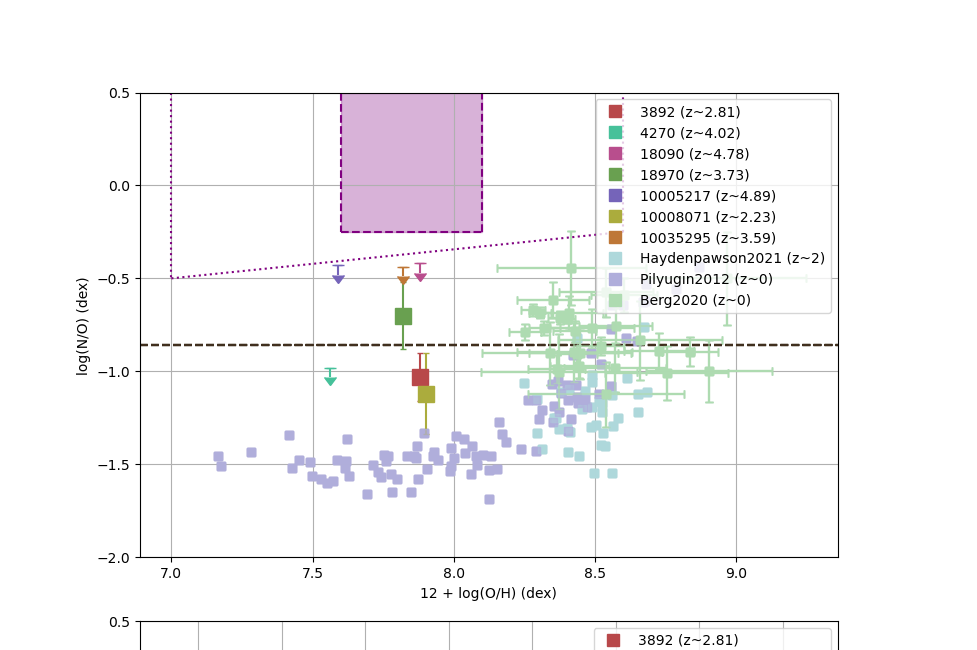 0.5
0.0
−0.5
−1.0
−1.5
−2.0
log(N/O) (dex)
3892 (z~2.81)
4270 (z~4.02)
18090 (z~4.78)
18970 (z~3.73)
10005217 (z~4.89)
10008071 (z~2.23)
10035295 (z~3.59)
Haydenpawson2021 (z~2)
Pilyugin2012 (z~0)
Berg2020 (z~0)
7.0 7.5 8.0 8.5 9.0
12 + log(O/H) (dex)
0.5
3892 (z~2.81)